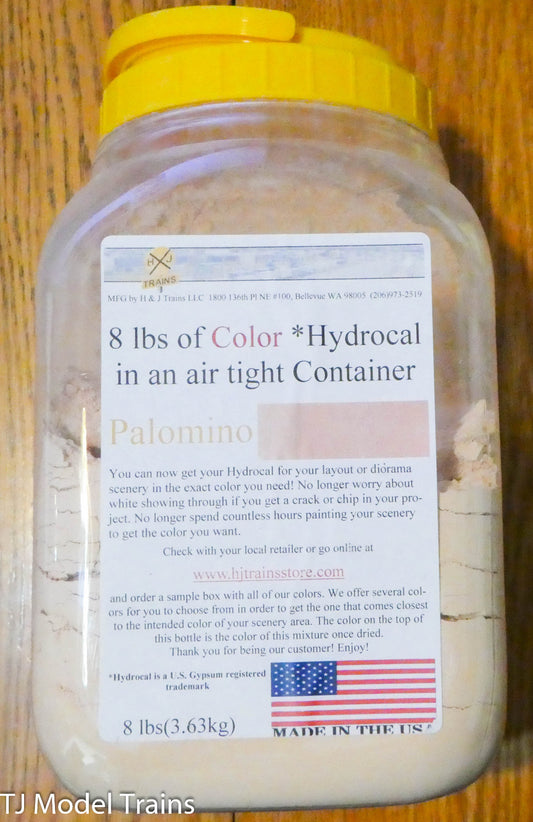 H J
TRAINS
MFG by H & J Trains LLC 1800 136th Pl NE #100, Bellevue WA 98005 (206)973-2519
8 lbs of Color *Hydrocal
in an air tight Container
Palomino
You can now get your Hydrocal for your layout or diorama
scenery in the exact color you need! No longer worry about
white showing through if you get a crack or chip in your pro-
ject. No longer spend countless hours painting your scenery
to get the color you want.
Check with your local retailer or go online at
www.hjtrainsstore.com
and order a sample box with all of our colors. We offer several col-
ors for you to choose from in order to get the one that comes closest
to the intended color of your scenery area. The color on the top of
this bottle is the color of this mixture once dried.
Thank you for being our customer! Enjoy!
*Hydrocal is a U.S. Gypsum registered
trademark
8 lbs(3.63kg)
MADE IN THE US
TJ Model Trains